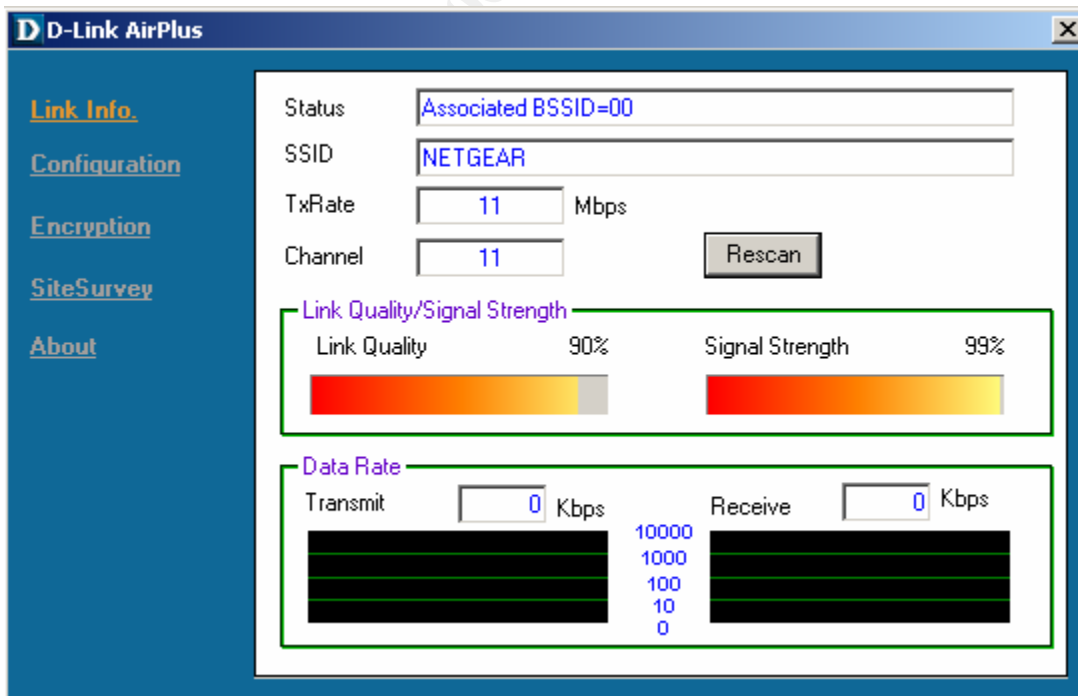 D D-Link AirPlus
Link Info.
Configuration
Encryption
SiteSurvey
About
Status Associated BSSID=00
SSID NETGEAR
TxRate 11 Mbps
Channel 11 Rescan
Link Quality/Signal Strength
Link Quality 90% Signal Strength 99%
Data Rate
Transmit 0 Kbps Receive 0 Kbps
10000
1000
100
10
0